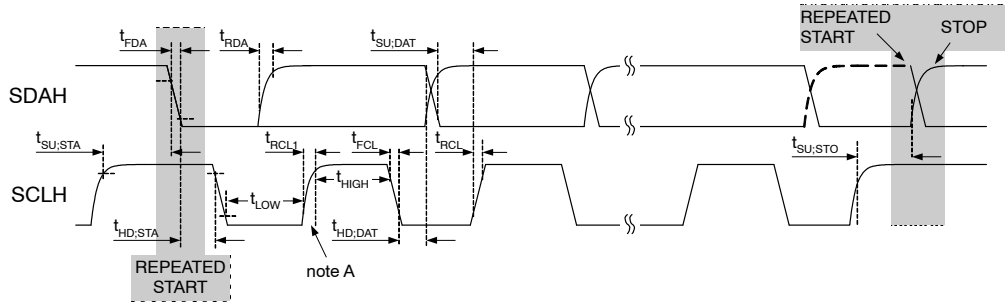 REPEATED
START
STOP
tFDA
tRDA
tSU;DAT
SDAH
tSU;STA
tRCL1
tFCL
tRCL
tSU;STO
SCLH
tHIGH
tLOW
tHD;STA
tHD;DAT
note A
REPEATED
START